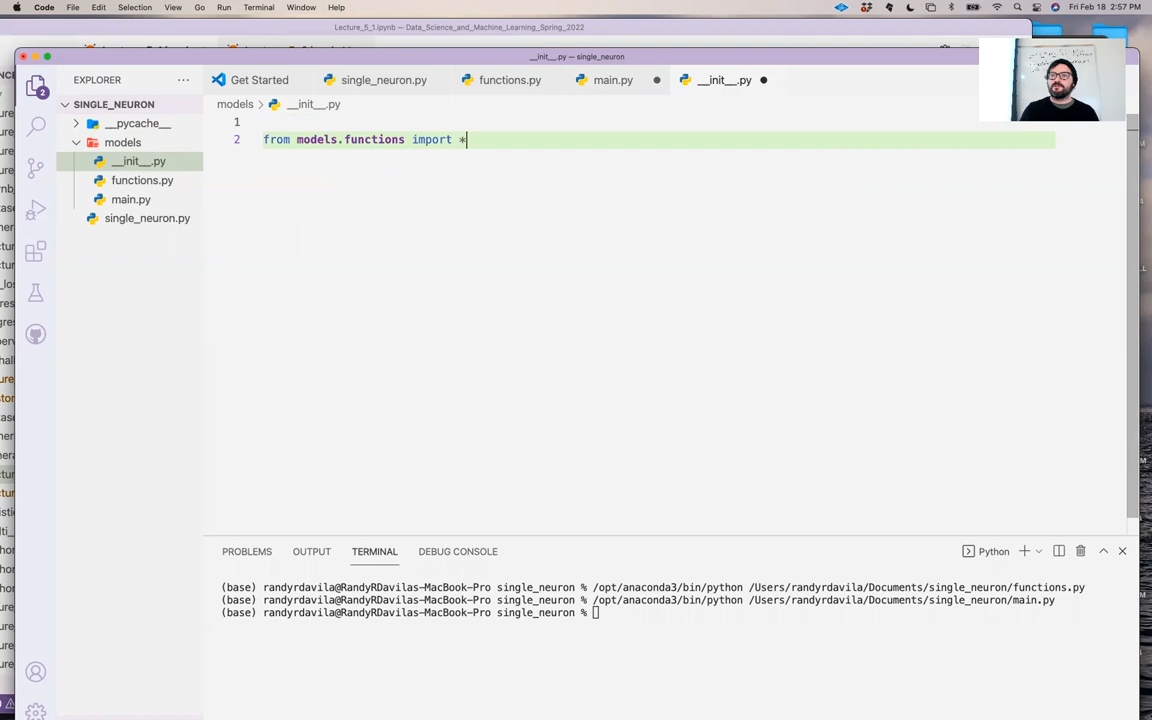 Code File Edit Selection View Go Run Terminal Window Help Fri Feb 18 2:57 PM
Lecture_5_1.ipynb — Data_Science_and_Machine_Learning_Spring_2022
__init__.py — single_neuron
EXPLORER
Get Started single_neuron.py functions.py main.py __init__.py
SINGLE_NEURON
models > __init__.py
__pycache__
1
models
2 from models.functions import *
__init__.py
functions.py
main.py
single_neuron.py
2
PROBLEMS OUTPUT TERMINAL DEBUG CONSOLE Python
(base) randyrdavila@RandyRDavilas-MacBook-Pro single_neuron % /opt/anaconda3/bin/python /Users/randyrdavila/Documents/single_neuron/functions.py
(base) randyrdavila@RandyRDavilas-MacBook-Pro single_neuron % /opt/anaconda3/bin/python /Users/randyrdavila/Documents/single_neuron/main.py
(base) randyrdavila@RandyRDavilas-MacBook-Pro single_neuron %